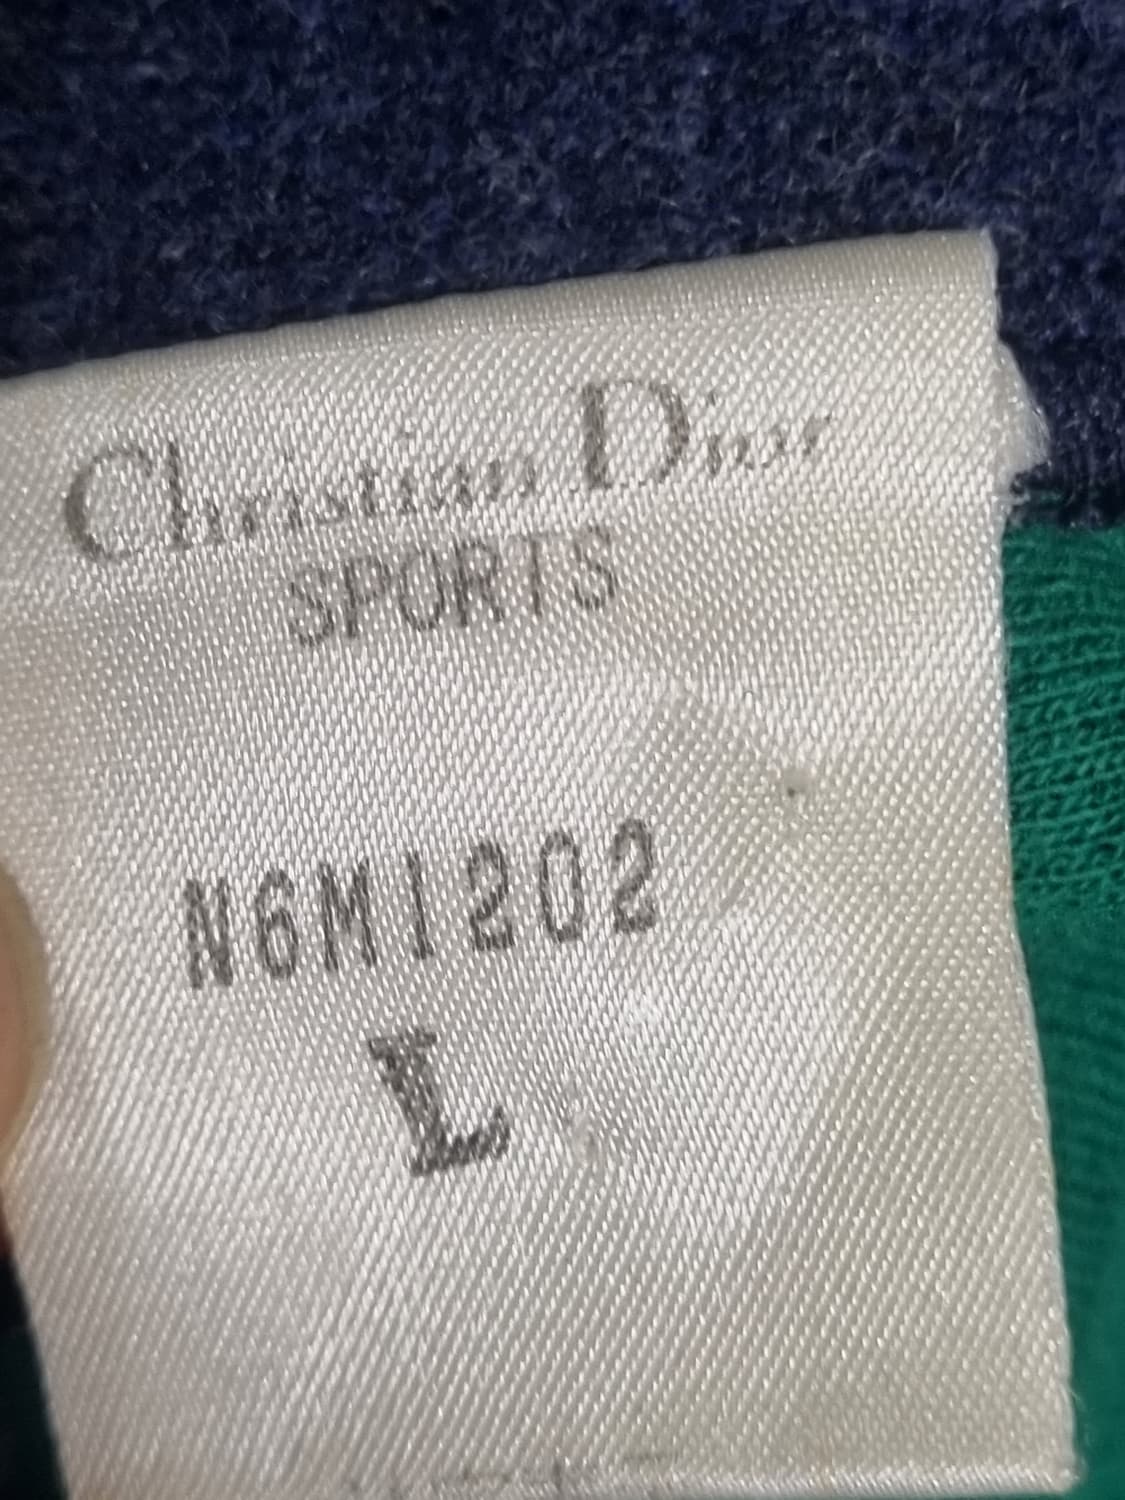 Christian Dior
SPORTS
N6M1202
L